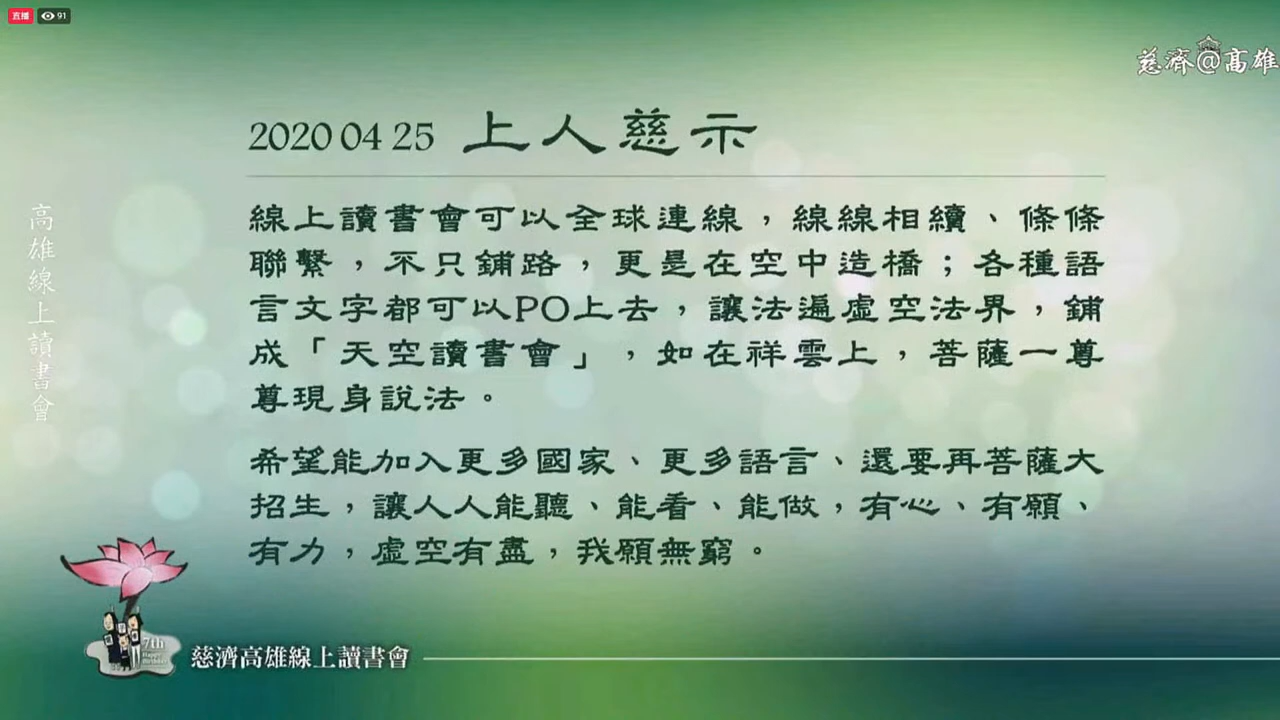 直播 91
慈濟@高雄
2020 04 25 上人慈示
線上讀書會可以全球連線，線線相續、條條
聯繫，不只鋪路，更是在空中造橋；各種語
言文字都可以PO上去，讓法遍虛空法界，鋪
成「天空讀書會」，如在祥雲上，菩薩一尊
尊現身說法。
希望能加入更多國家、更多語言、還要再菩薩大
招生，讓人人能聽、能看、能做，有心、有願、
有力，虛空有盡，我願無窮。
高雄線上讀書會
7th
Happy
Birthday
慈濟高雄線上讀書會